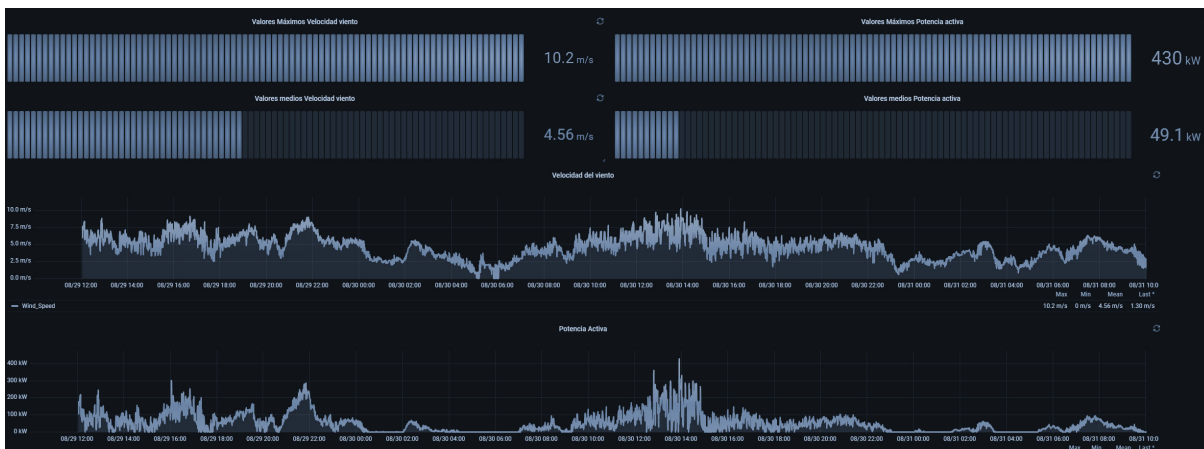 Valores Máximos Velocidad viento
Valores Máximos Potencia activa
10.2 m/s
430 kW
Valores medios Velocidad viento
Valores medios Potencia activa
4.56 m/s
49.1 kW
Velocidad del viento
10.0 m/s
7.5 m/s
5.0 m/s
2.5 m/s
0.0 m/s
08/29 12:00 08/29 14:00 08/29 16:00 08/29 18:00 08/29 20:00 08/29 22:00 08/30 00:00 08/30 02:00 08/30 04:00 08/30 06:00 08/30 08:00 08/30 10:00 08/30 12:00 08/30 14:00 08/30 16:00 08/30 18:00 08/30 20:00 08/30 22:00 08/31 00:00 08/31 02:00 08/31 04:00 08/31 06:00 08/31 08:00 08/31 10:0
Max Min Mean Last *
Wind_Speed 10.2 m/s 0 m/s 4.56 m/s 1.30 m/s
Potencia Activa
400 kW
300 kW
200 kW
100 kW
0 kW
08/29 12:00 08/29 14:00 08/29 16:00 08/29 18:00 08/29 20:00 08/29 22:00 08/30 00:00 08/30 02:00 08/30 04:00 08/30 06:00 08/30 08:00 08/30 10:00 08/30 12:00 08/30 14:00 08/30 16:00 08/30 18:00 08/30 20:00 08/30 22:00 08/31 00:00 08/31 02:00 08/31 04:00 08/31 06:00 08/31 08:00 08/31 10:0
Max Min Mean Last *